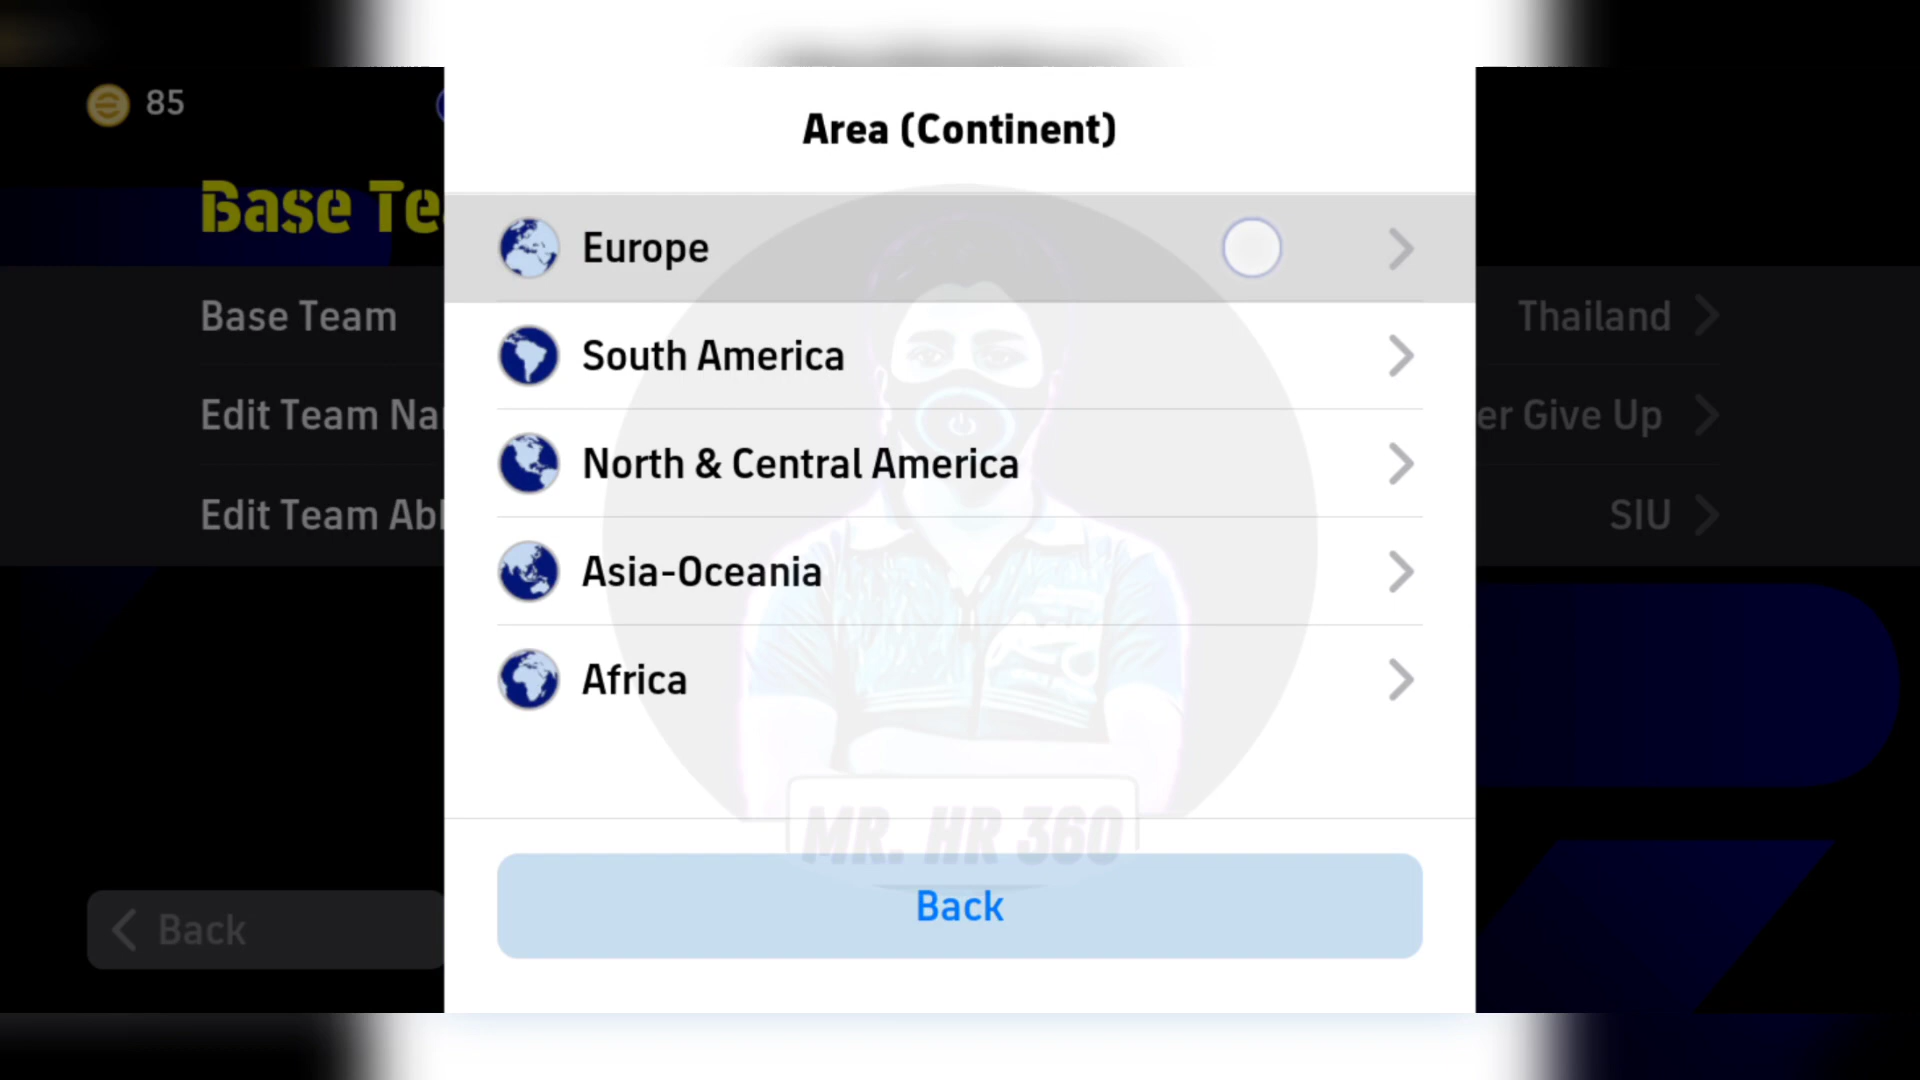 85
Area (Continent)
Base Te
Europe
Base Team
Thailand
South America
Edit Team Na
er Give Up
North & Central America
Edit Team Ab
SIU
Asia-Oceania
Africa
MR. HR 360
Back
Back